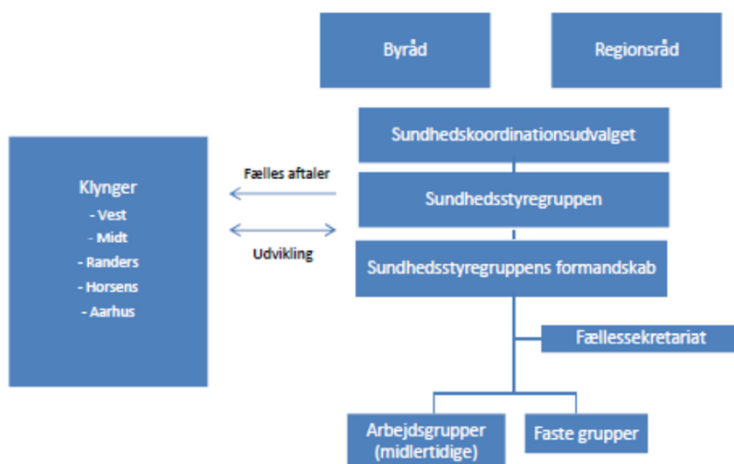 Byråd
Regionsråd
Sundhedskoordinationsudvalget
Klynger
- Vest
- Midt
- Randers
- Horsens
- Aarhus
Fælles aftaler
Udvikling
Sundhedsstyregruppen
Sundhedsstyregruppens formandskab
Fællessekretariat
Arbejdsgrupper
(midlertidige)
Faste grupper